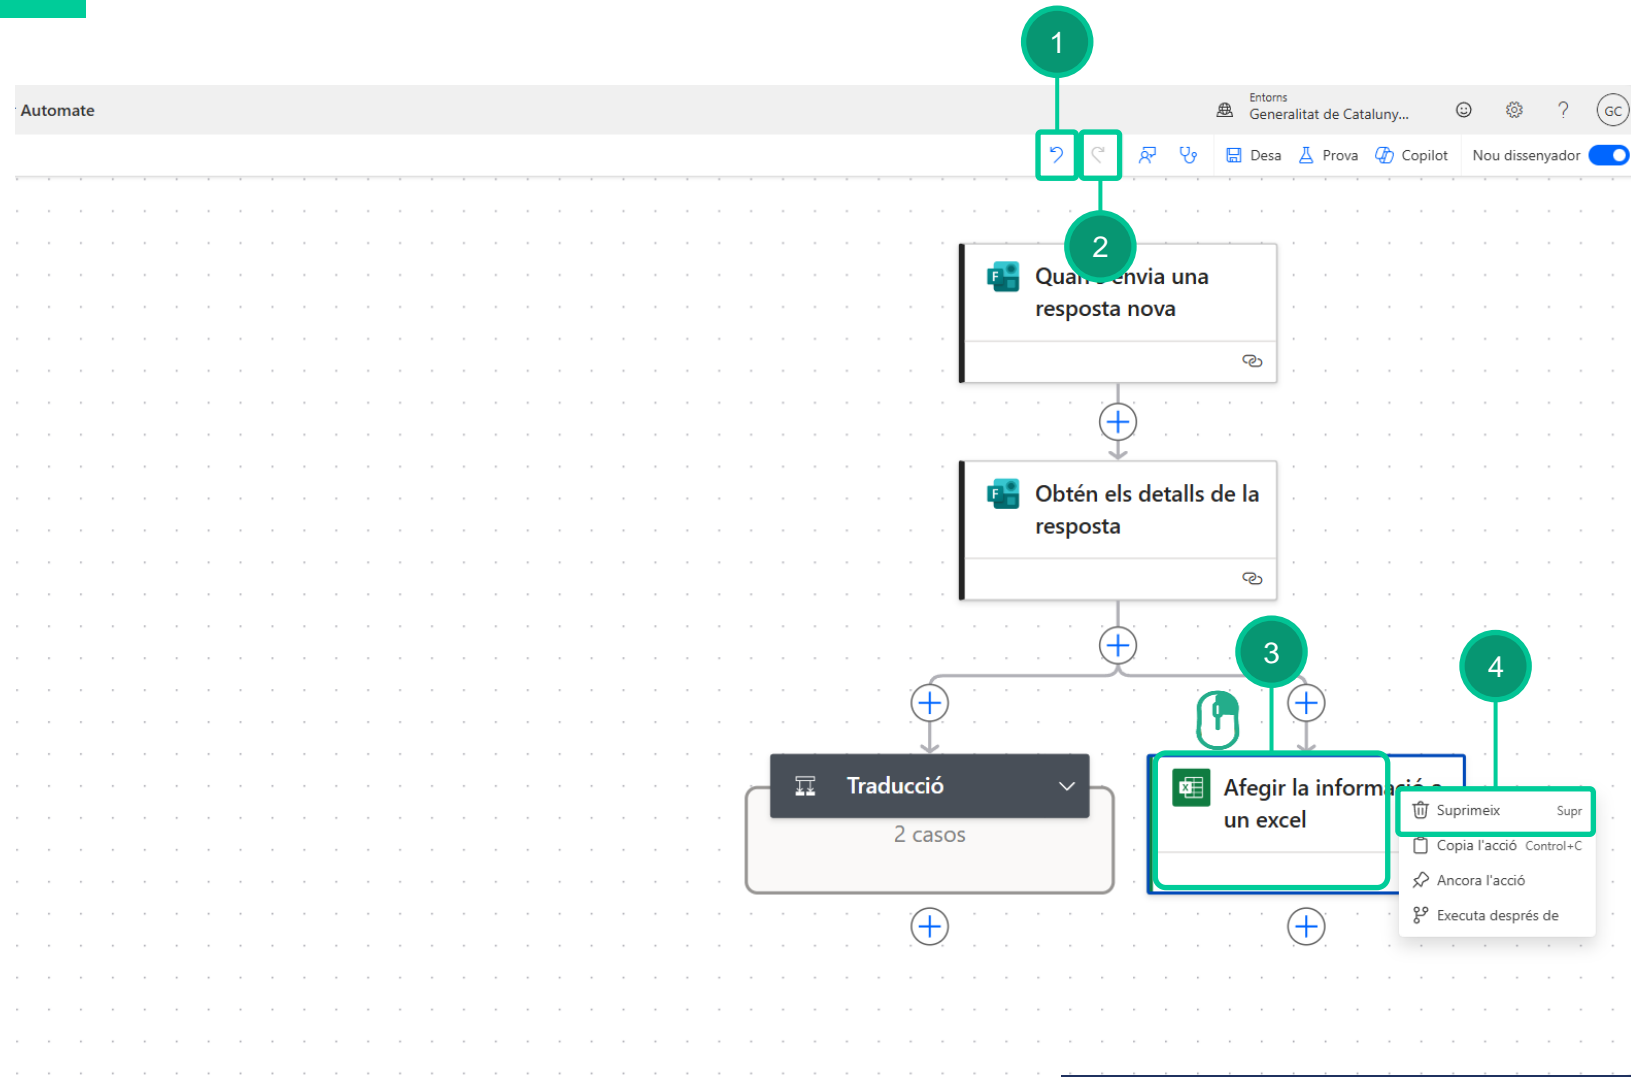 1
Automate
Entorns
Generalitat de Cataluny...
GC
Desa
Prova
Copilot
Nou dissenyador
2
envia una
resposta nova
Obtén els detalls de la
resposta
3
4
Traducció
2 casos
Afegir la informació
un excel
Suprimeix Supr
Copia l'acció Control+C
Ancora l'acció
Executa després de